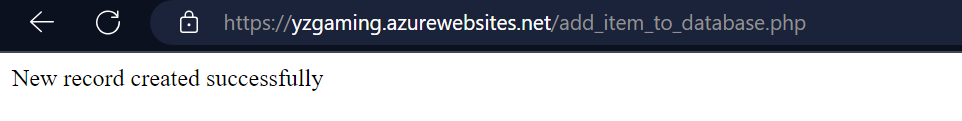 https://yzgaming.azurewebsites.net/add_item_to_database.php
New record created successfully